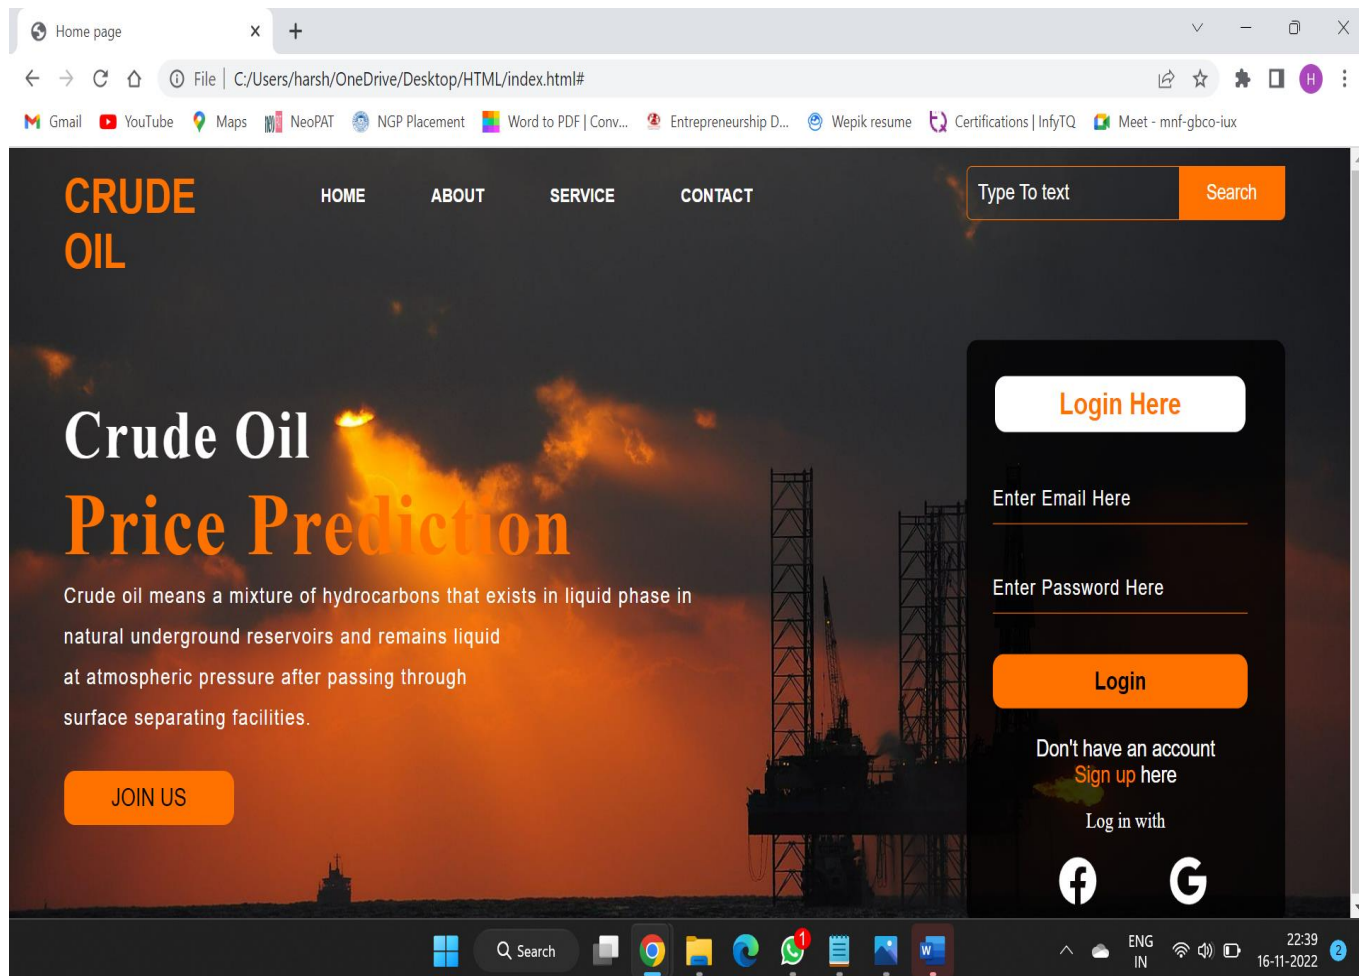 Home page
File | C:/Users/harsh/OneDrive/Desktop/HTML/index.html#
H
Gmail YouTube Maps NeoPAT NGP Placement Word to PDF | Conv... Entrepreneurship D... Wepik resume Certifications | InfyTQ Meet - mnf-gbco-iux
CRUDE
OIL
HOME ABOUT SERVICE CONTACT
Type To text Search
Crude Oil
Price Prediction
Crude oil means a mixture of hydrocarbons that exists in liquid phase in
natural underground reservoirs and remains liquid
at atmospheric pressure after passing through
surface separating facilities.
JOIN US
Login Here
Enter Email Here
Enter Password Here
Login
Don't have an account
Sign up here
Log in with
Search
1
W
ENG
IN
22:39
16-11-2022
2